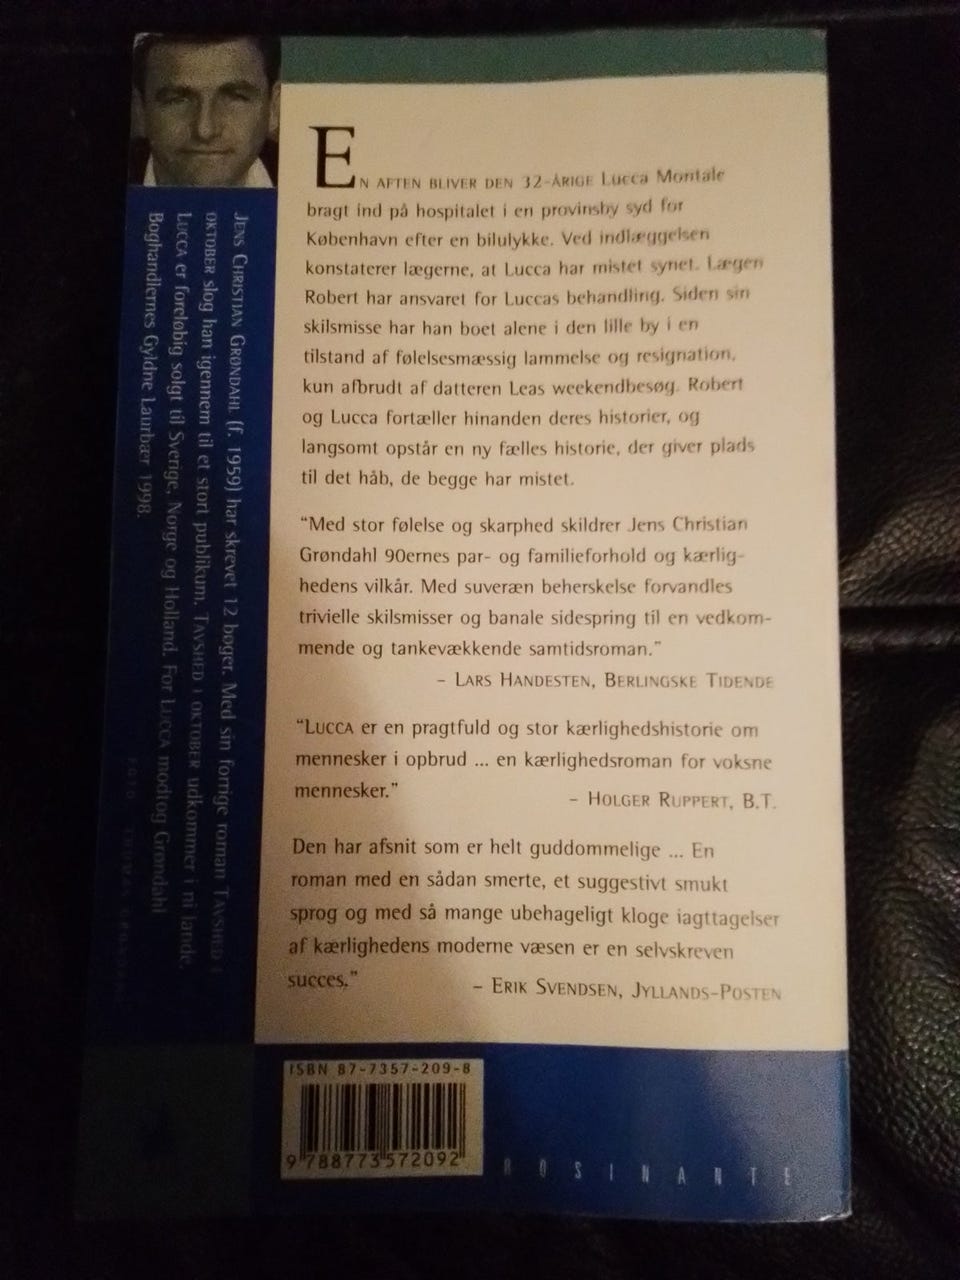 EN AFTEN BLIVER DEN 32-ÅRIGE LUCCA MONTALE
bragt ind på hospitalet i en provinsby syd for
København efter en bilulykke. Ved indlæggelsen
konstaterer lægerne, at Lucca har mistet synet. Lægen
Robert har ansvaret for Luccas behandling. Siden sin
skilsmisse har han boet alene i den lille by i en
tilstand af følelsesmæssig lammelse og resignation,
kun afbrudt af datteren Leas weekendbesøg. Robert
og Lucca fortæller hinanden deres historier, og
langsomt opstår en ny fælles historie, der giver plads
til det håb, de begge har mistet.
“Med stor følelse og skarphed skildrer Jens Christian
Grøndahl 90ernes par- og familieforhold og kærlig-
hedens vilkår. Med suveræn beherskelse forvandles
trivielle skilsmisser og banale sidespring til en vedkom-
mende og tankevækkende samtidsroman.”
– LARS HANDESTEN, BERLINGSKE TIDENDE
“LUCCA er en pragtfuld og stor kærlighedshistorie om
mennesker i opbrud ... en kærlighedsroman for voksne
mennesker.”
– HOLGER RUPPERT, B.T.
Den har afsnit som er helt guddommelige ... En
roman med en sådan smerte, et suggestivt smukt
sprog og med så mange ubehageligt kloge iagttagelser
af kærlighedens moderne væsen er en selvskreven
succes.”
– ERIK SVENDSEN, JYLLANDS-POSTEN
JENS CHRISTIAN GRØNDAHL (f. 1959) har skrevet 12 bøger. Med sin forrige roman TAVSHED I
OKTOBER slog han igennem til et stort publikum. TAVSHED I OKTOBER udkommer i ni lande.
LUCCA er foreløbig solgt til Sverige, Norge og Holland. For LUCCA modtog Grøndahl
Boghandlernes Gyldne Laurbær 1998.
FOTO THOMAS
ISBN 87-7357-209-8
9 788773 572092
ROSINANTE